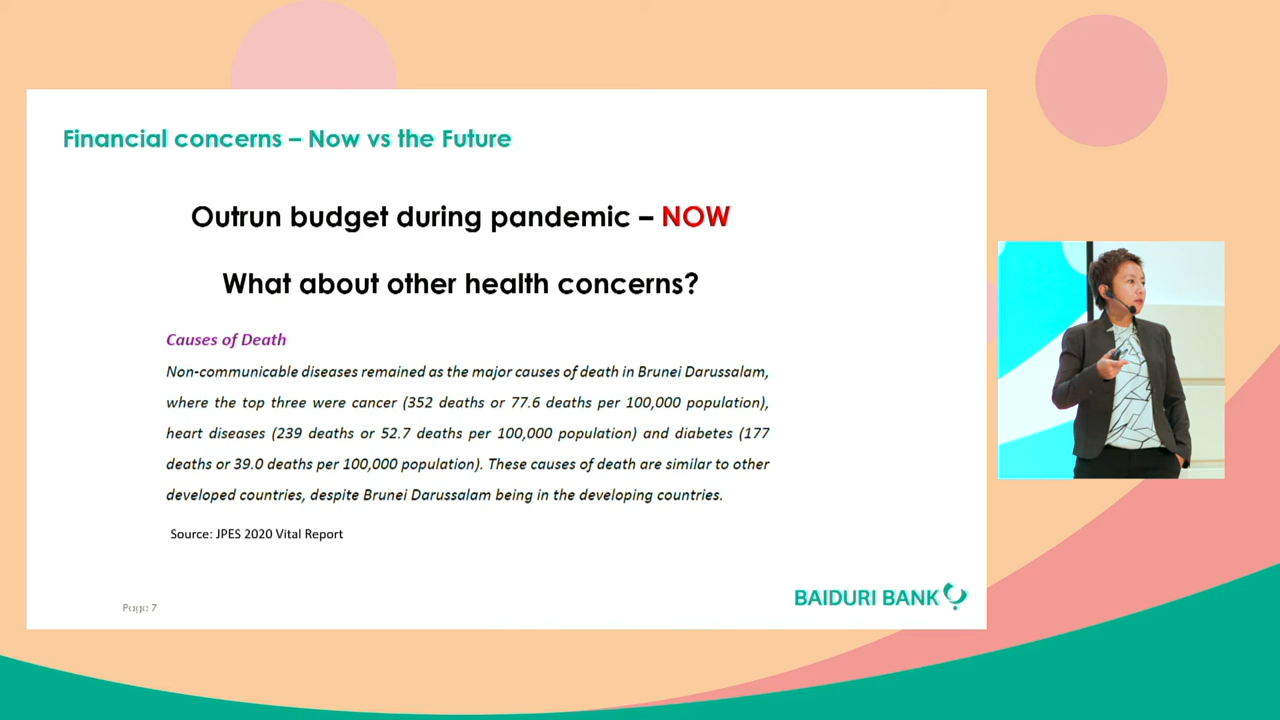 Financial concerns – Now vs the Future
Outrun budget during pandemic – NOW
What about other health concerns?
Causes of Death
Non-communicable diseases remained as the major causes of death in Brunei Darussalam,
where the top three were cancer (352 deaths or 77.6 deaths per 100,000 population),
heart diseases (239 deaths or 52.7 deaths per 100,000 population) and diabetes (177
deaths or 39.0 deaths per 100,000 population). These causes of death are similar to other
developed countries, despite Brunei Darussalam being in the developing countries.
Source: JPES 2020 Vital Report
Page 7
BAIDURI BANK